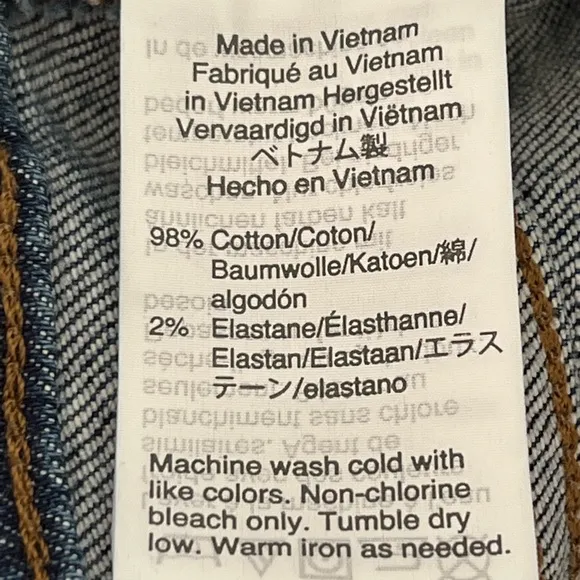 Made in Vietnam
Fabriqué au Vietnam
in Vietnam Hergestellt
Vervaardigd in Viëtnam
ベトナム製
Hecho en Vietnam
98% Cotton/Coton/
Baumwolle/Katoen/綿/
algodón
2% Elastane/Élasthanne/
Elastan/Elastaan/エラス
テーン/elastano
Machine wash cold with
like colors. Non-chlorine
bleach only. Tumble dry
low. Warm iron as needed.